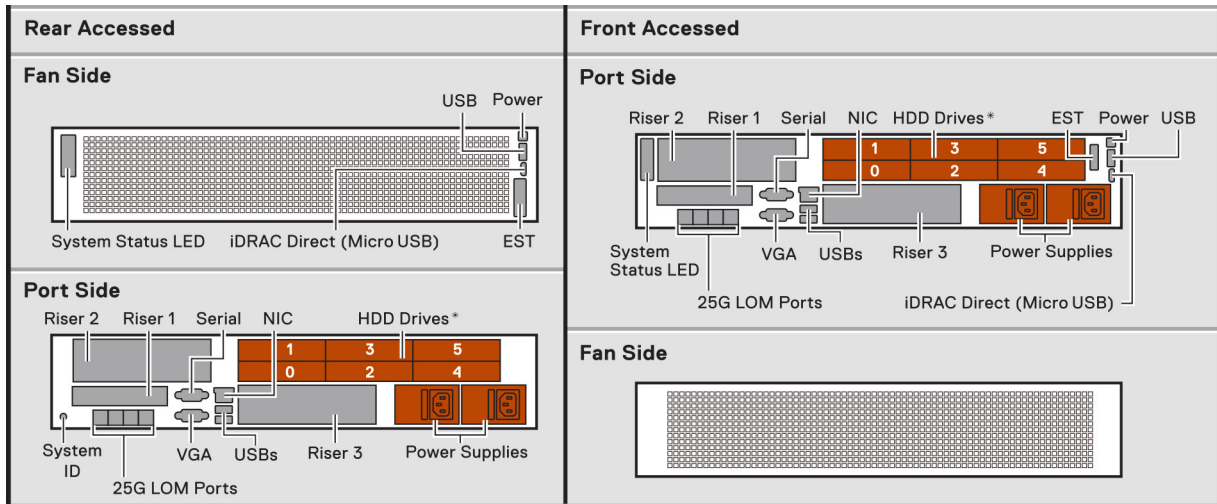 Rear Accessed
Fan Side
USB Power
System Status LED iDRAC Direct (Micro USB) EST
Port Side
Riser 2 Riser 1 Serial NIC HDD Drives*
1 3 5
0 2 4
System ID VGA USBs Riser 3 Power Supplies
25G LOM Ports
Front Accessed
Port Side
Riser 2 Riser 1 Serial NIC HDD Drives* EST Power USB
1 3 5
0 2 4
System Status LED VGA USBs Riser 3 Power Supplies
25G LOM Ports iDRAC Direct (Micro USB)
Fan Side